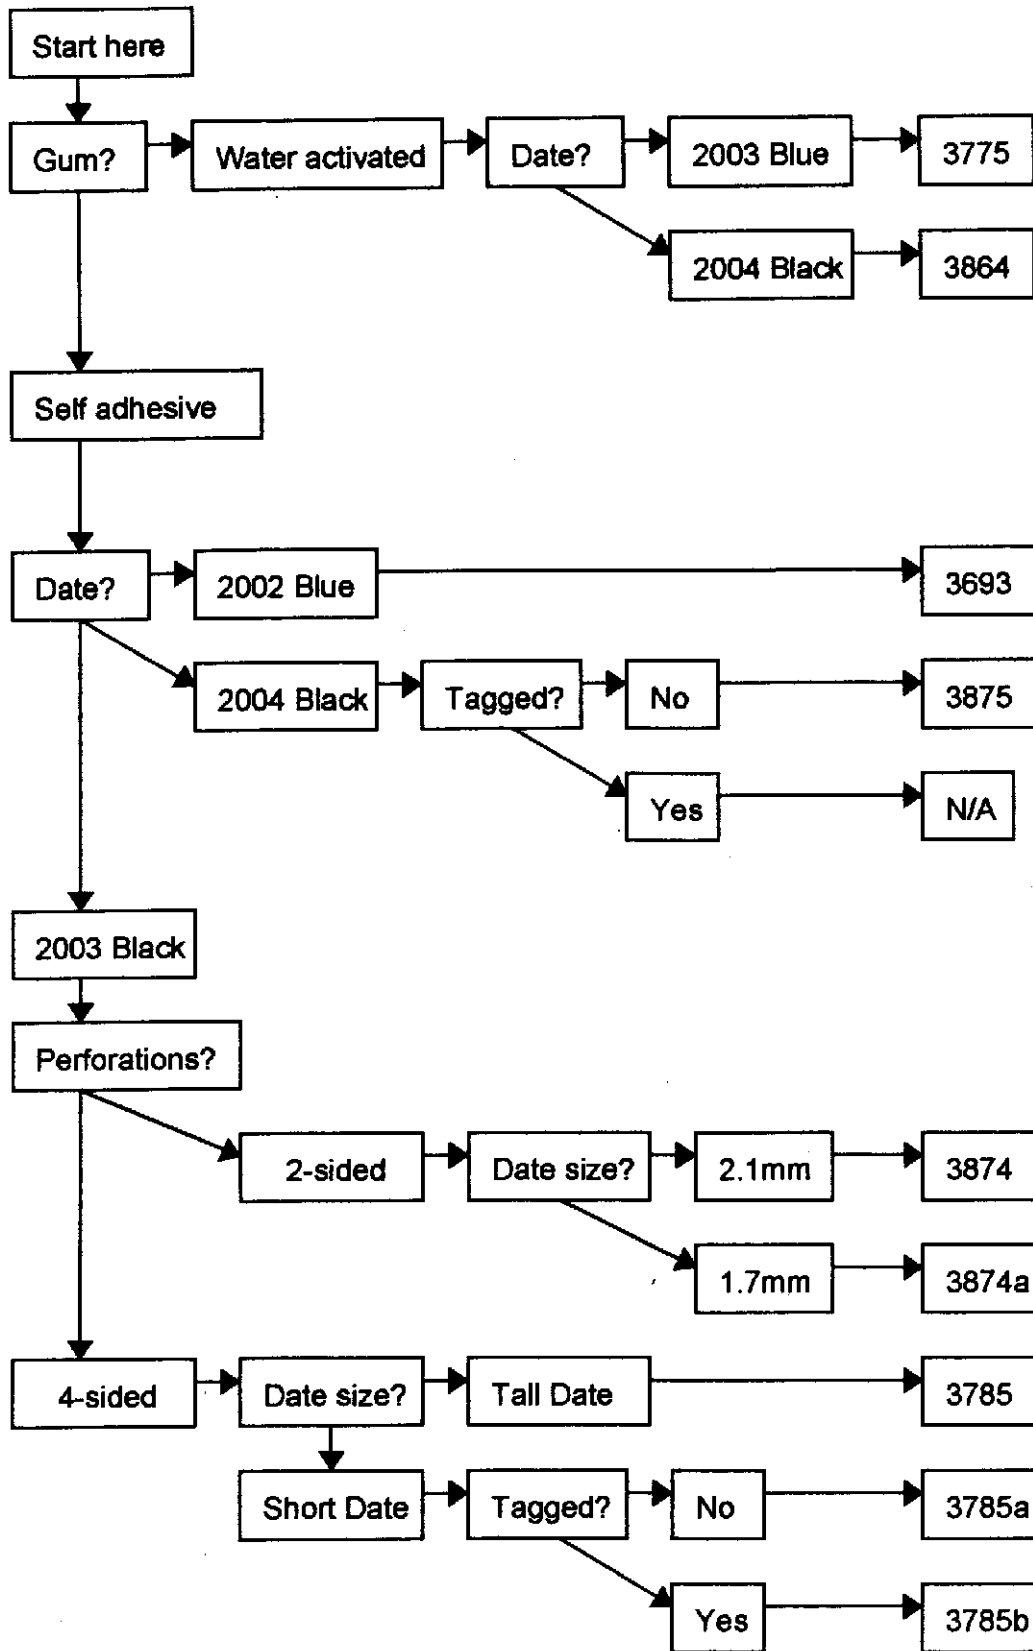 Start here
Gum?
Water activated
Date?
2003 Blue
3775
2004 Black
3864
Self adhesive
Date?
2002 Blue
3693
2004 Black
Tagged?
No
3875
Yes
N/A
2003 Black
Perforations?
2-sided
Date size?
2.1mm
3874
1.7mm
3874a
4-sided
Date size?
Tall Date
3785
Short Date
Tagged?
No
3785a
Yes
3785b